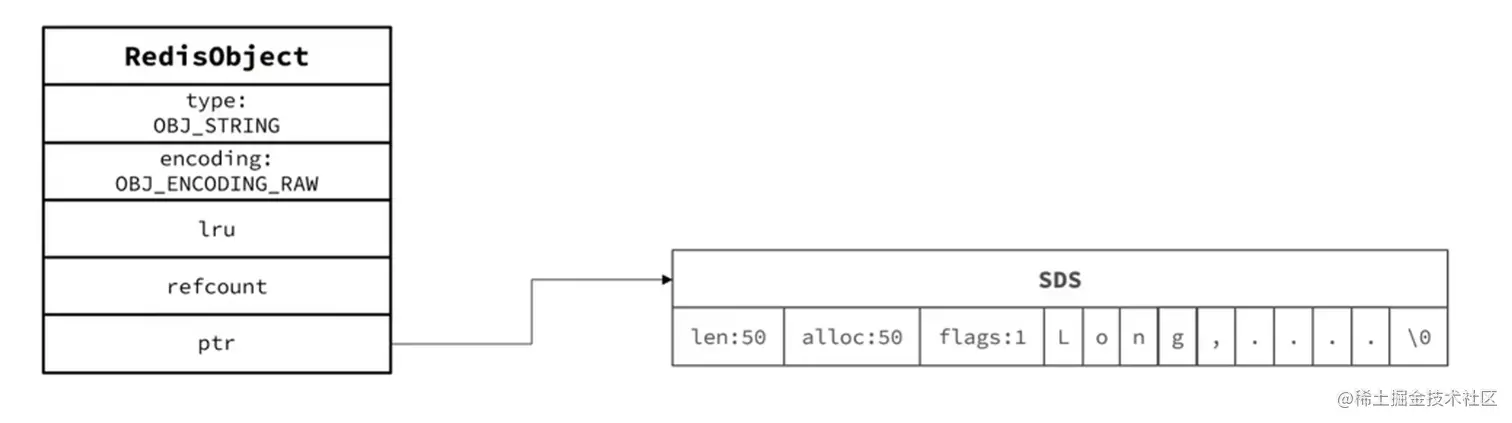 RedisObject
type:
OBJ_STRING
encoding:
OBJ_ENCODING_RAW
lru
refcount
ptr
SDS
len:50 alloc:50 flags:1 L o n g , . . . . \0
@稀土掘金技术社区